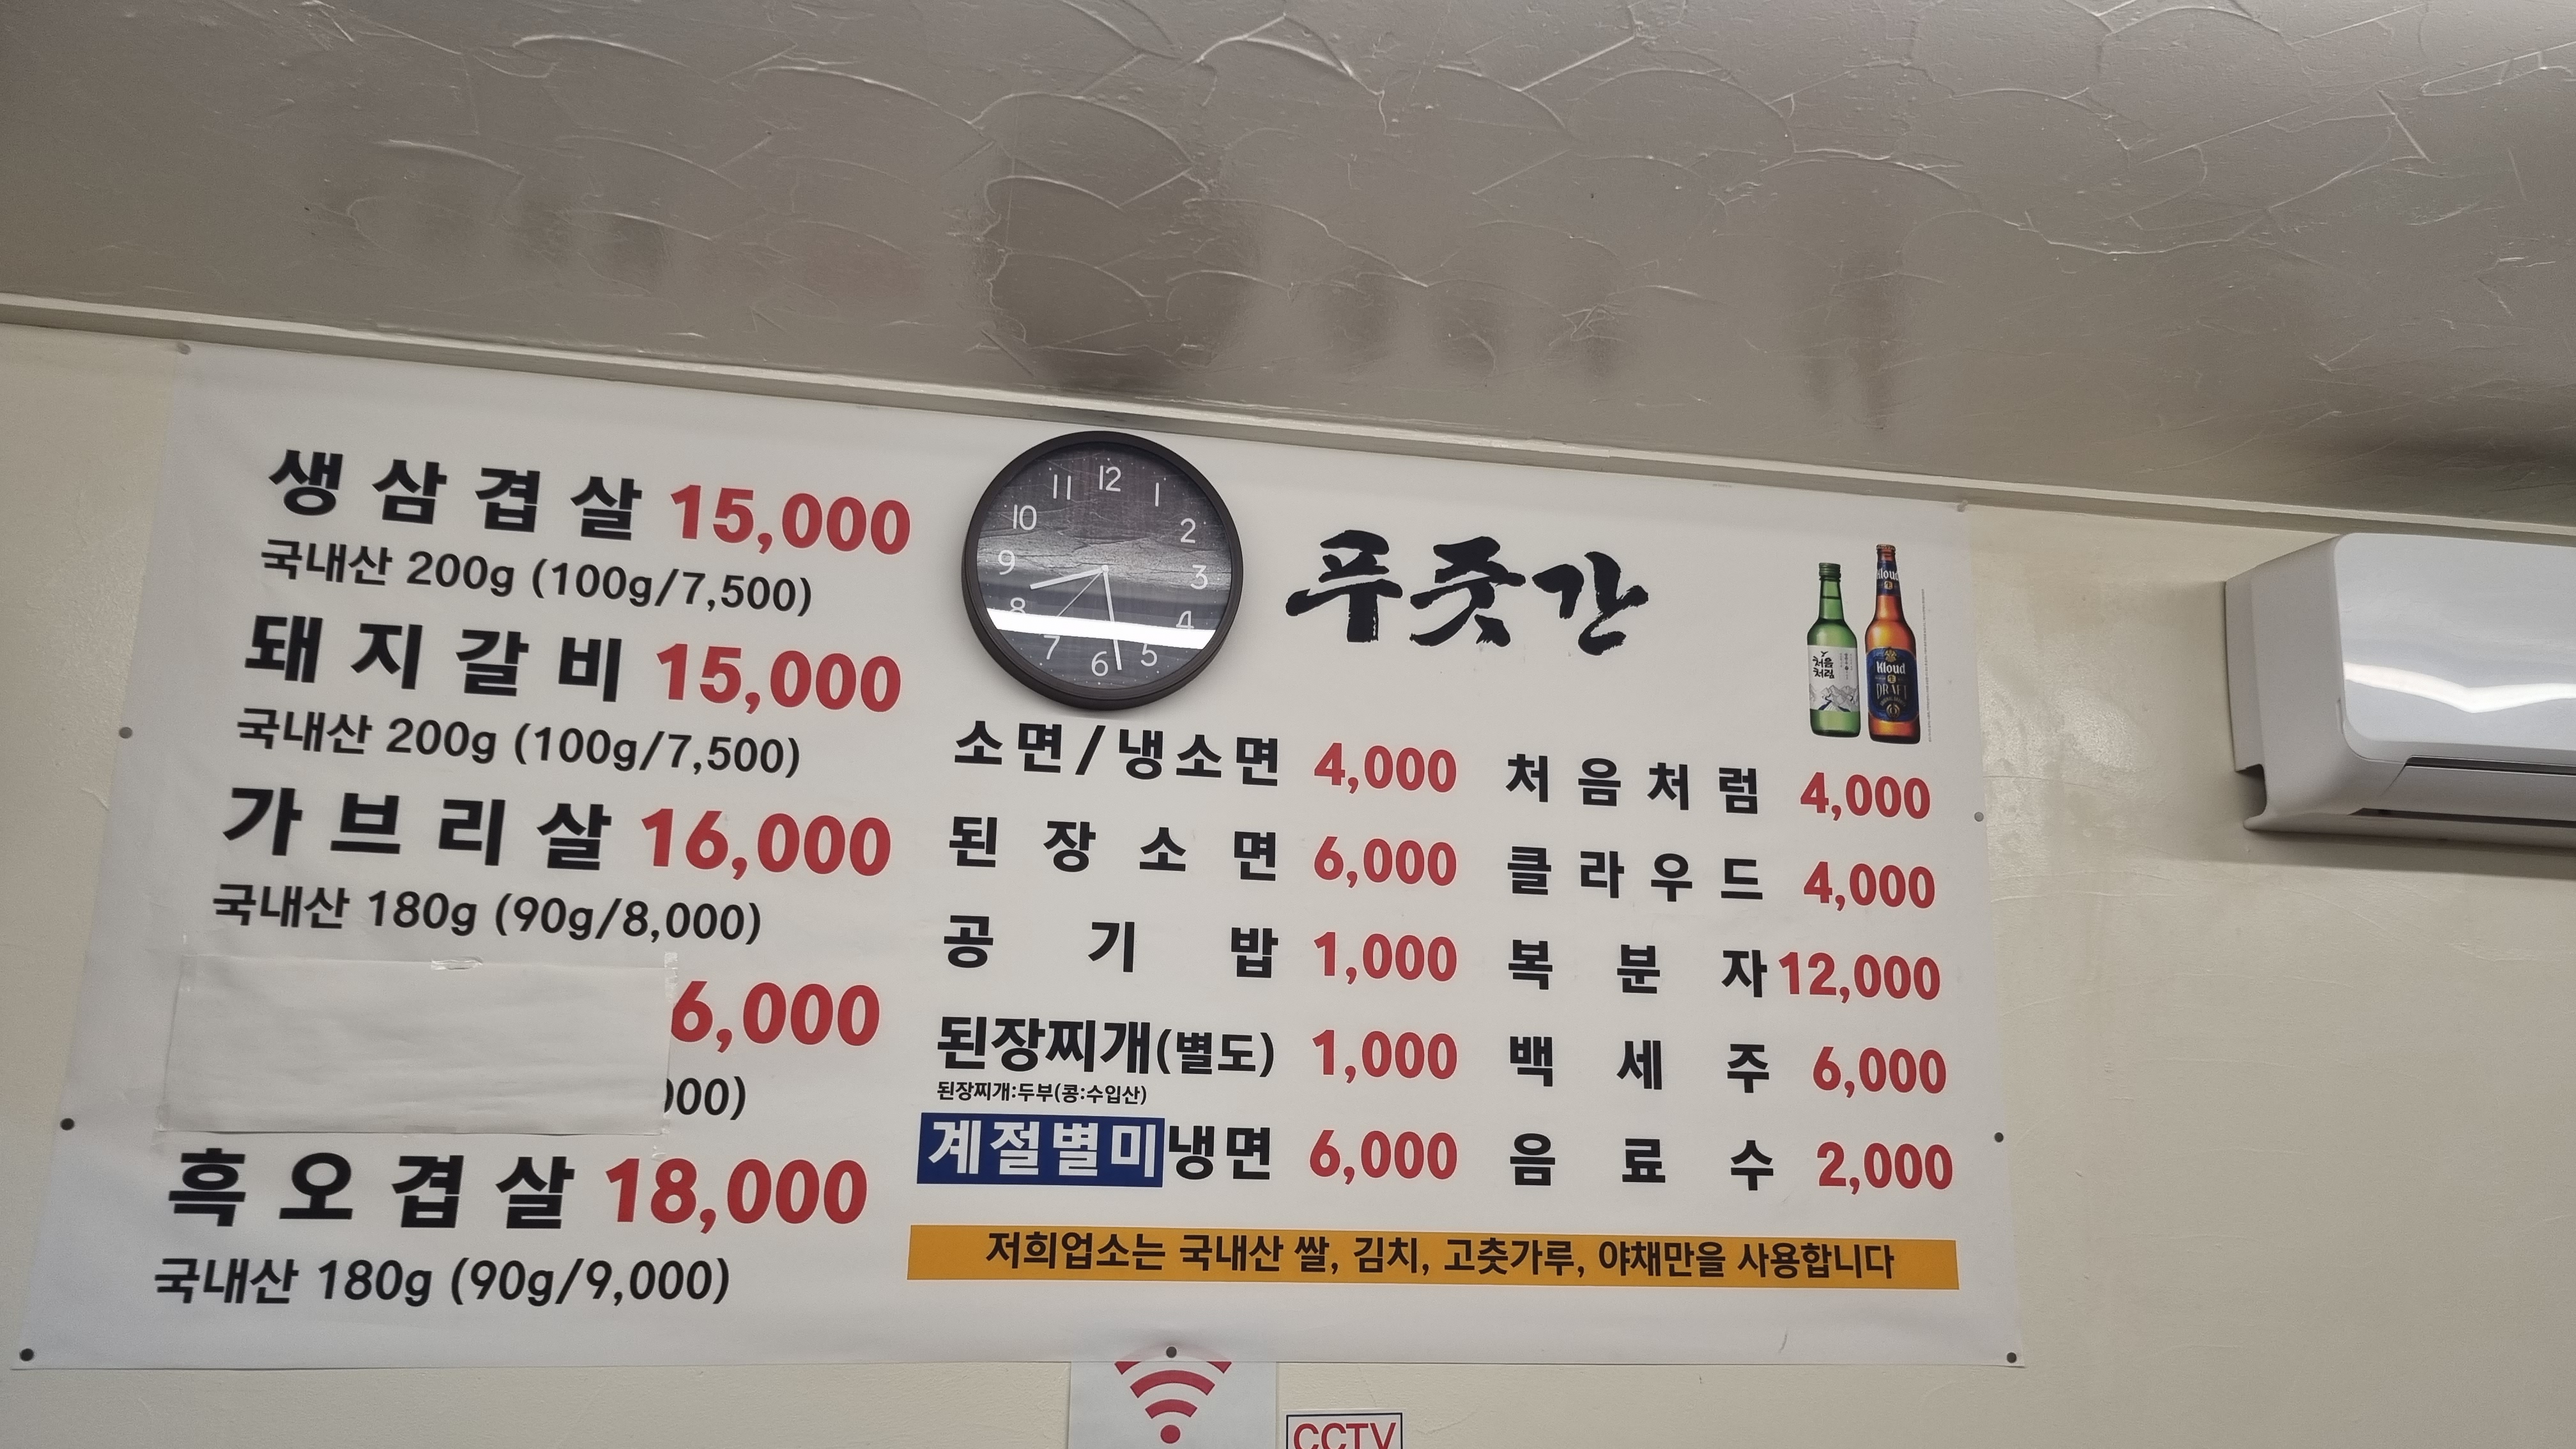 생삼겹살 15,000
국내산 200g (100g/7,500)
돼지갈비 15,000
국내산 200g (100g/7,500)
가브리살 16,000
국내산 180g (90g/8,000)
6,000
00)
흑오겹살 18,000
국내산 180g (90g/9,000)
12
1
2
3
4
5
6
7
8
9
10
11
푸줏간
처음
처럼
Kloud
Kloud
DRAFT
소면/냉소면 4,000
된장소면 6,000
공기밥 1,000
된장찌개(별도) 1,000
된장찌개:두부(콩:수입산)
계절별미 냉면 6,000
처음처럼 4,000
클라우드 4,000
복분자 12,000
백세주 6,000
음료수 2,000
저희업소는 국내산 쌀, 김치, 고춧가루, 야채만을 사용합니다
CCTV